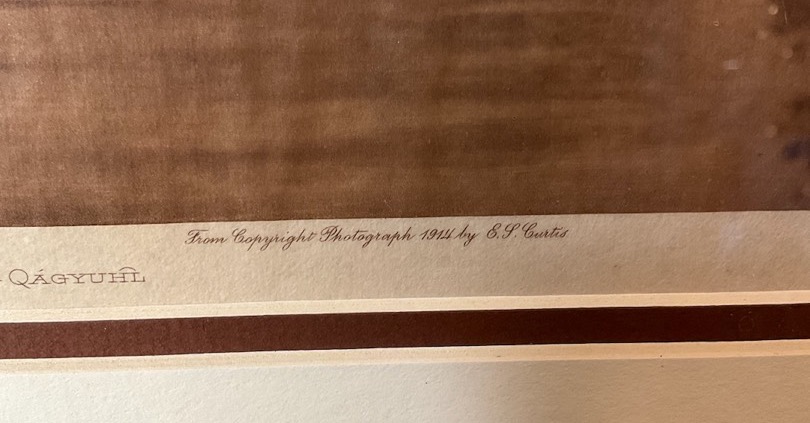 From Copyright Photograph 1914 by E.S. Curtis
- QÁGYUHL̂